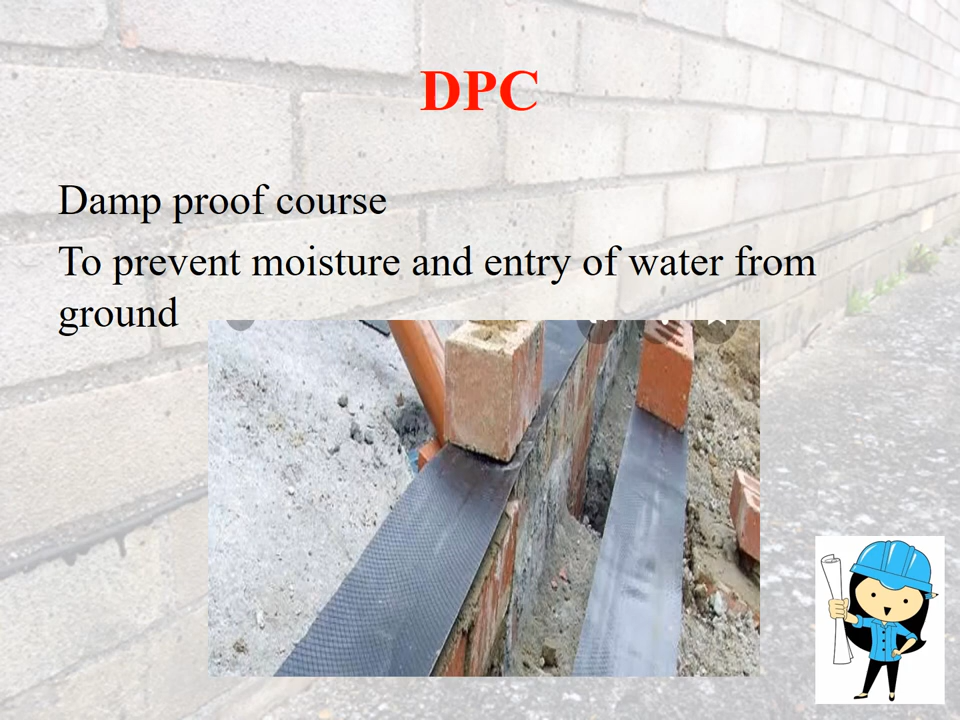 DPC
Damp proof course
To prevent moisture and entry of water from
ground